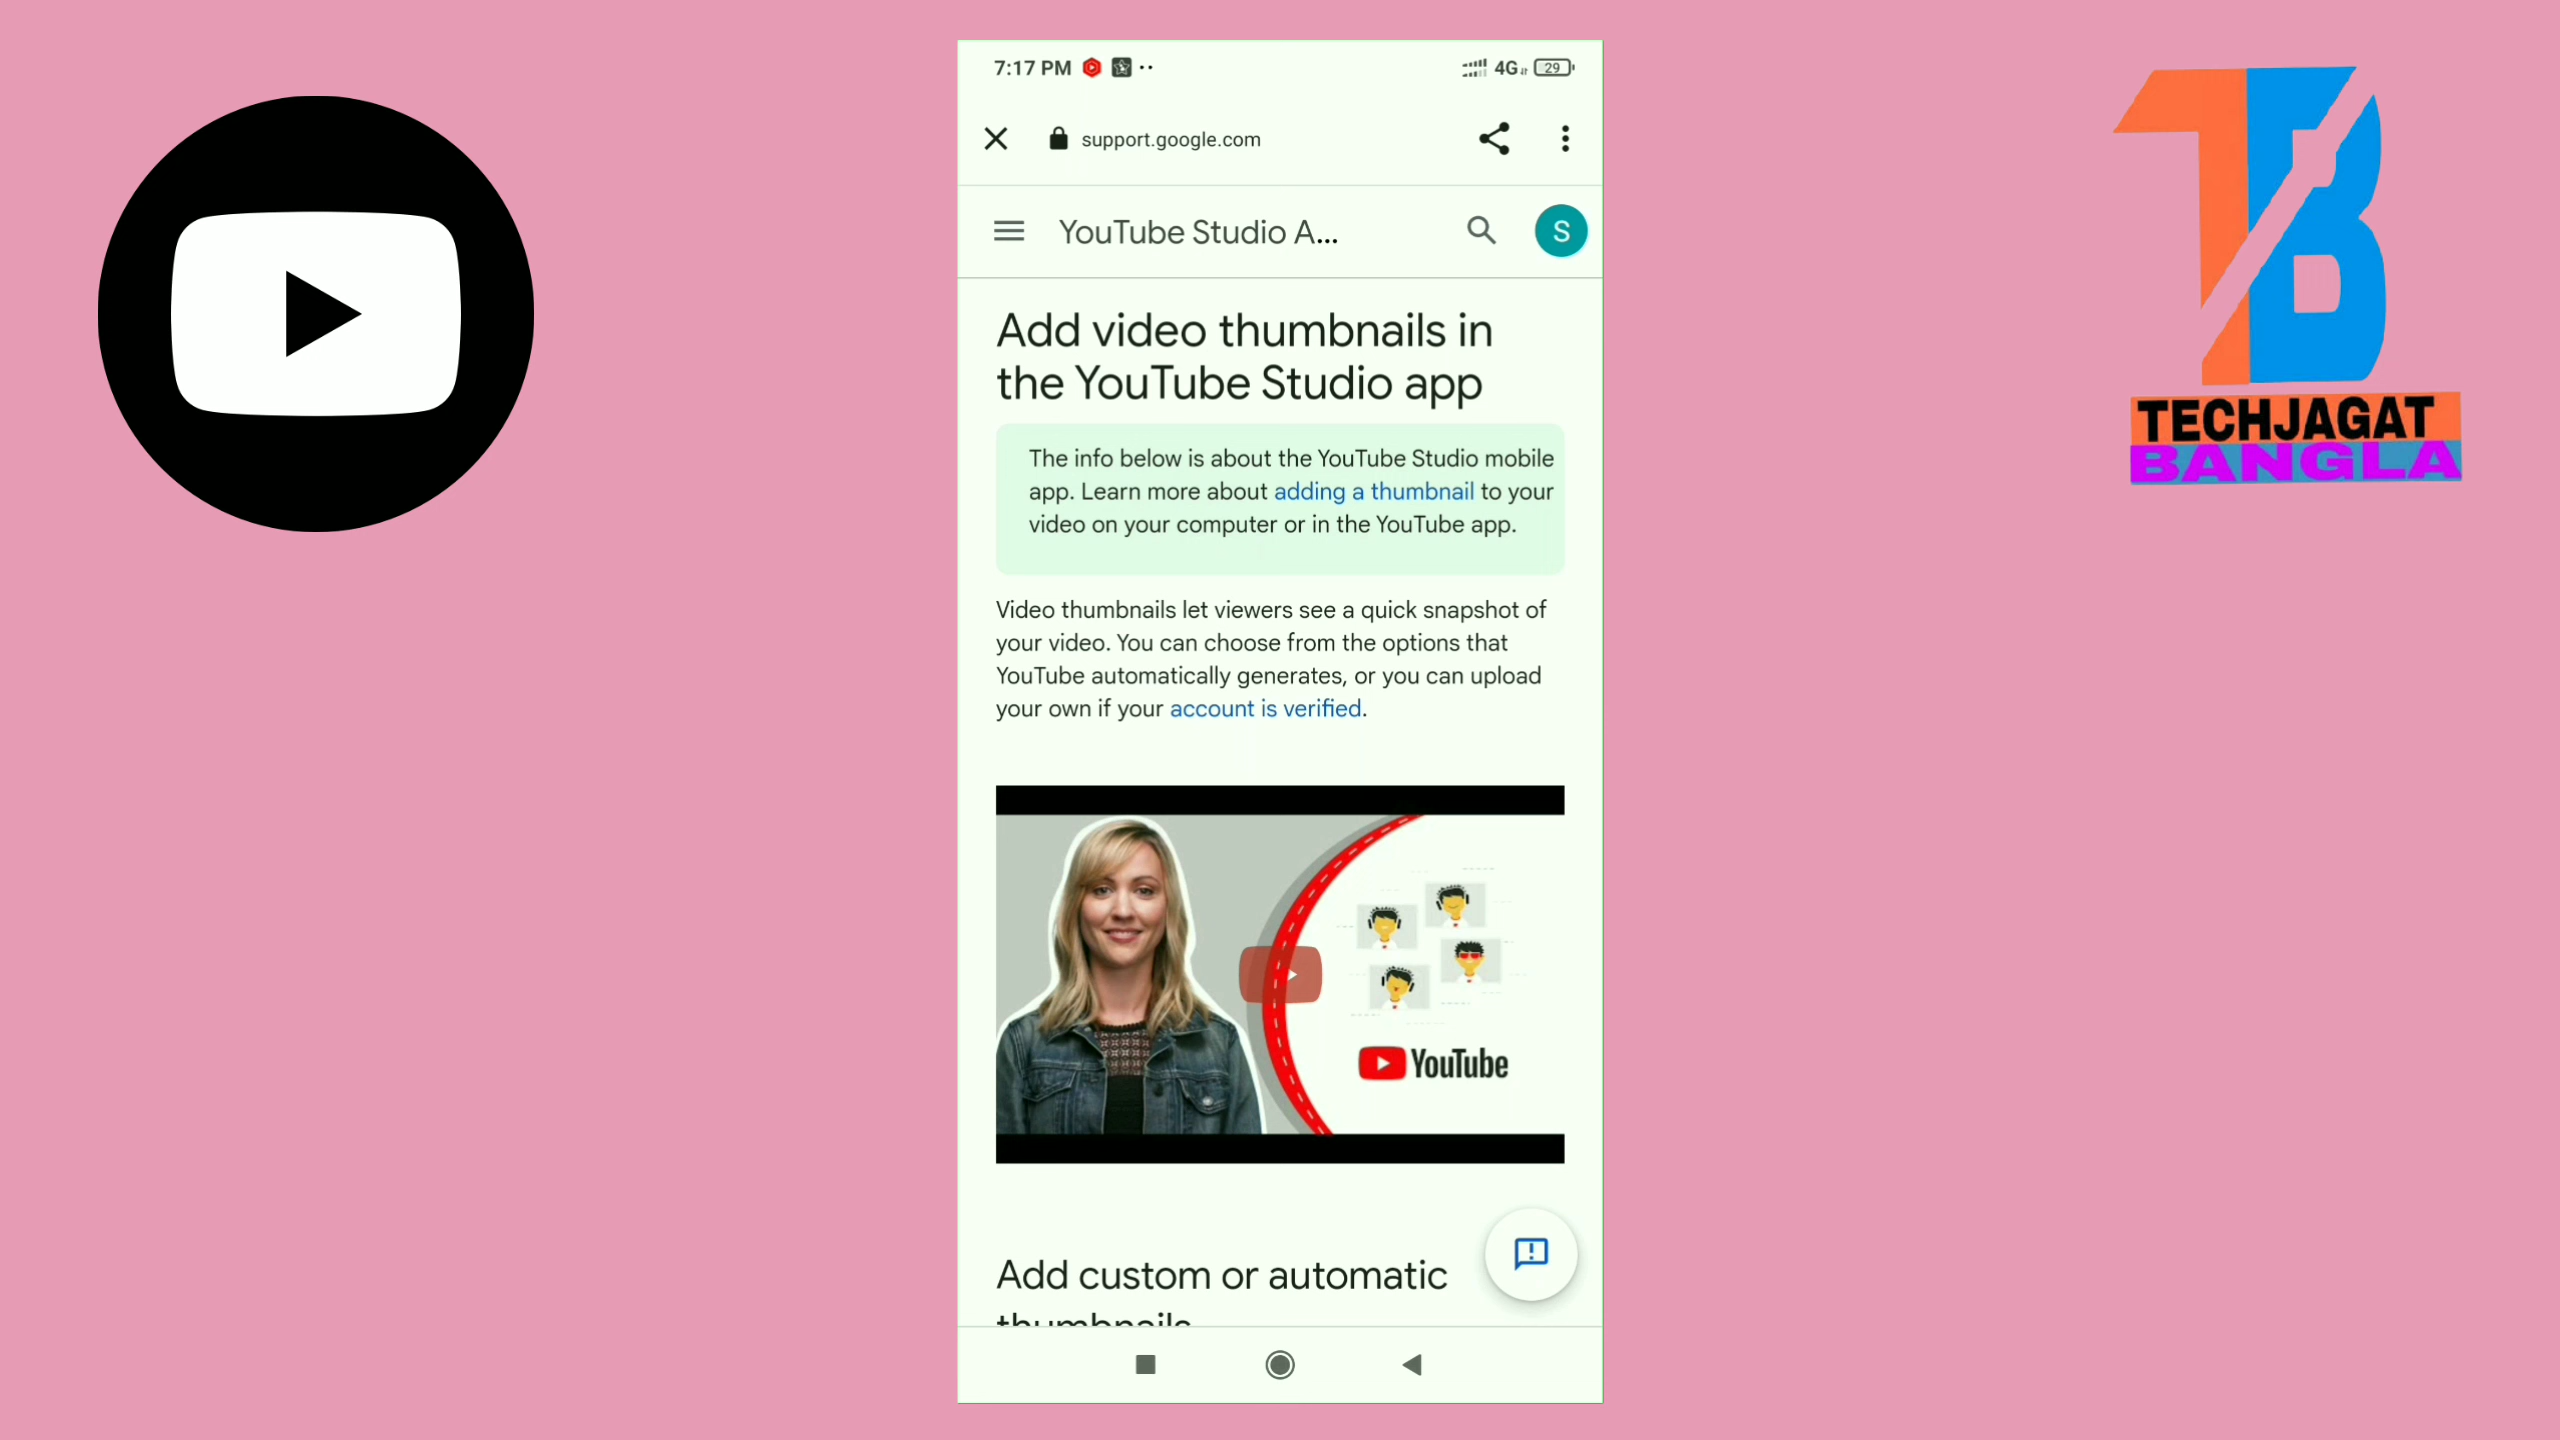 7:17 PM
4G
29
support.google.com
YouTube Studio A...
S
Add video thumbnails in
the YouTube Studio app
The info below is about the YouTube Studio mobile
app. Learn more about adding a thumbnail to your
video on your computer or in the YouTube app.
Video thumbnails let viewers see a quick snapshot of
your video. You can choose from the options that
YouTube automatically generates, or you can upload
your own if your account is verified.
YouTube
Add custom or automatic
thumbnails
TB
TECHJAGAT
BANGLA